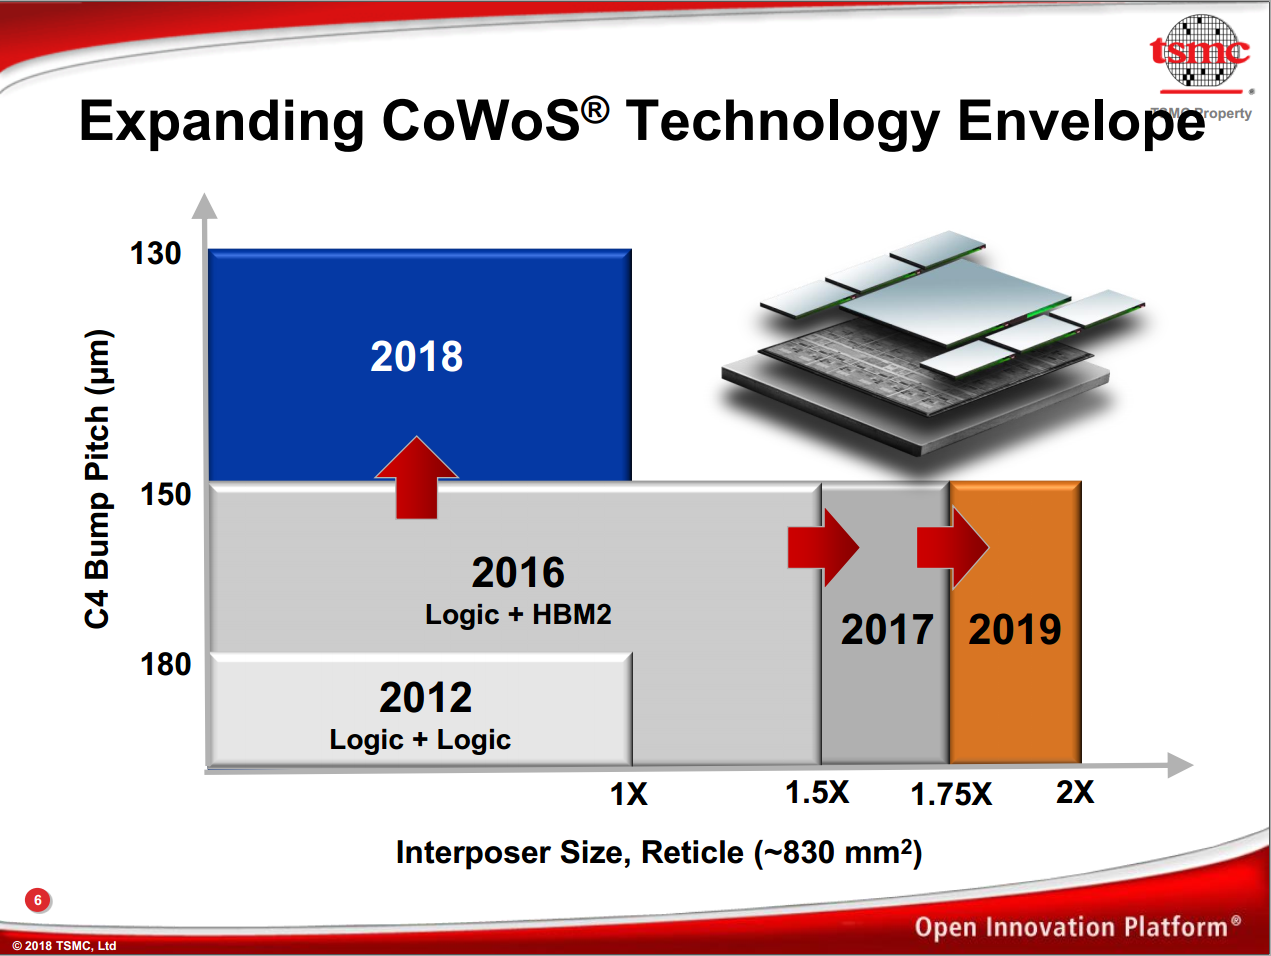 tsmc
TSMC Property
Expanding CoWoS® Technology Envelope
130
150
180
C4 Bump Pitch (µm)
2018
2016
Logic + HBM2
2012
Logic + Logic
2017
2019
1X
1.5X
1.75X
2X
Interposer Size, Reticle (~830 mm²)
6
© 2018 TSMC, Ltd
Open Innovation Platform®